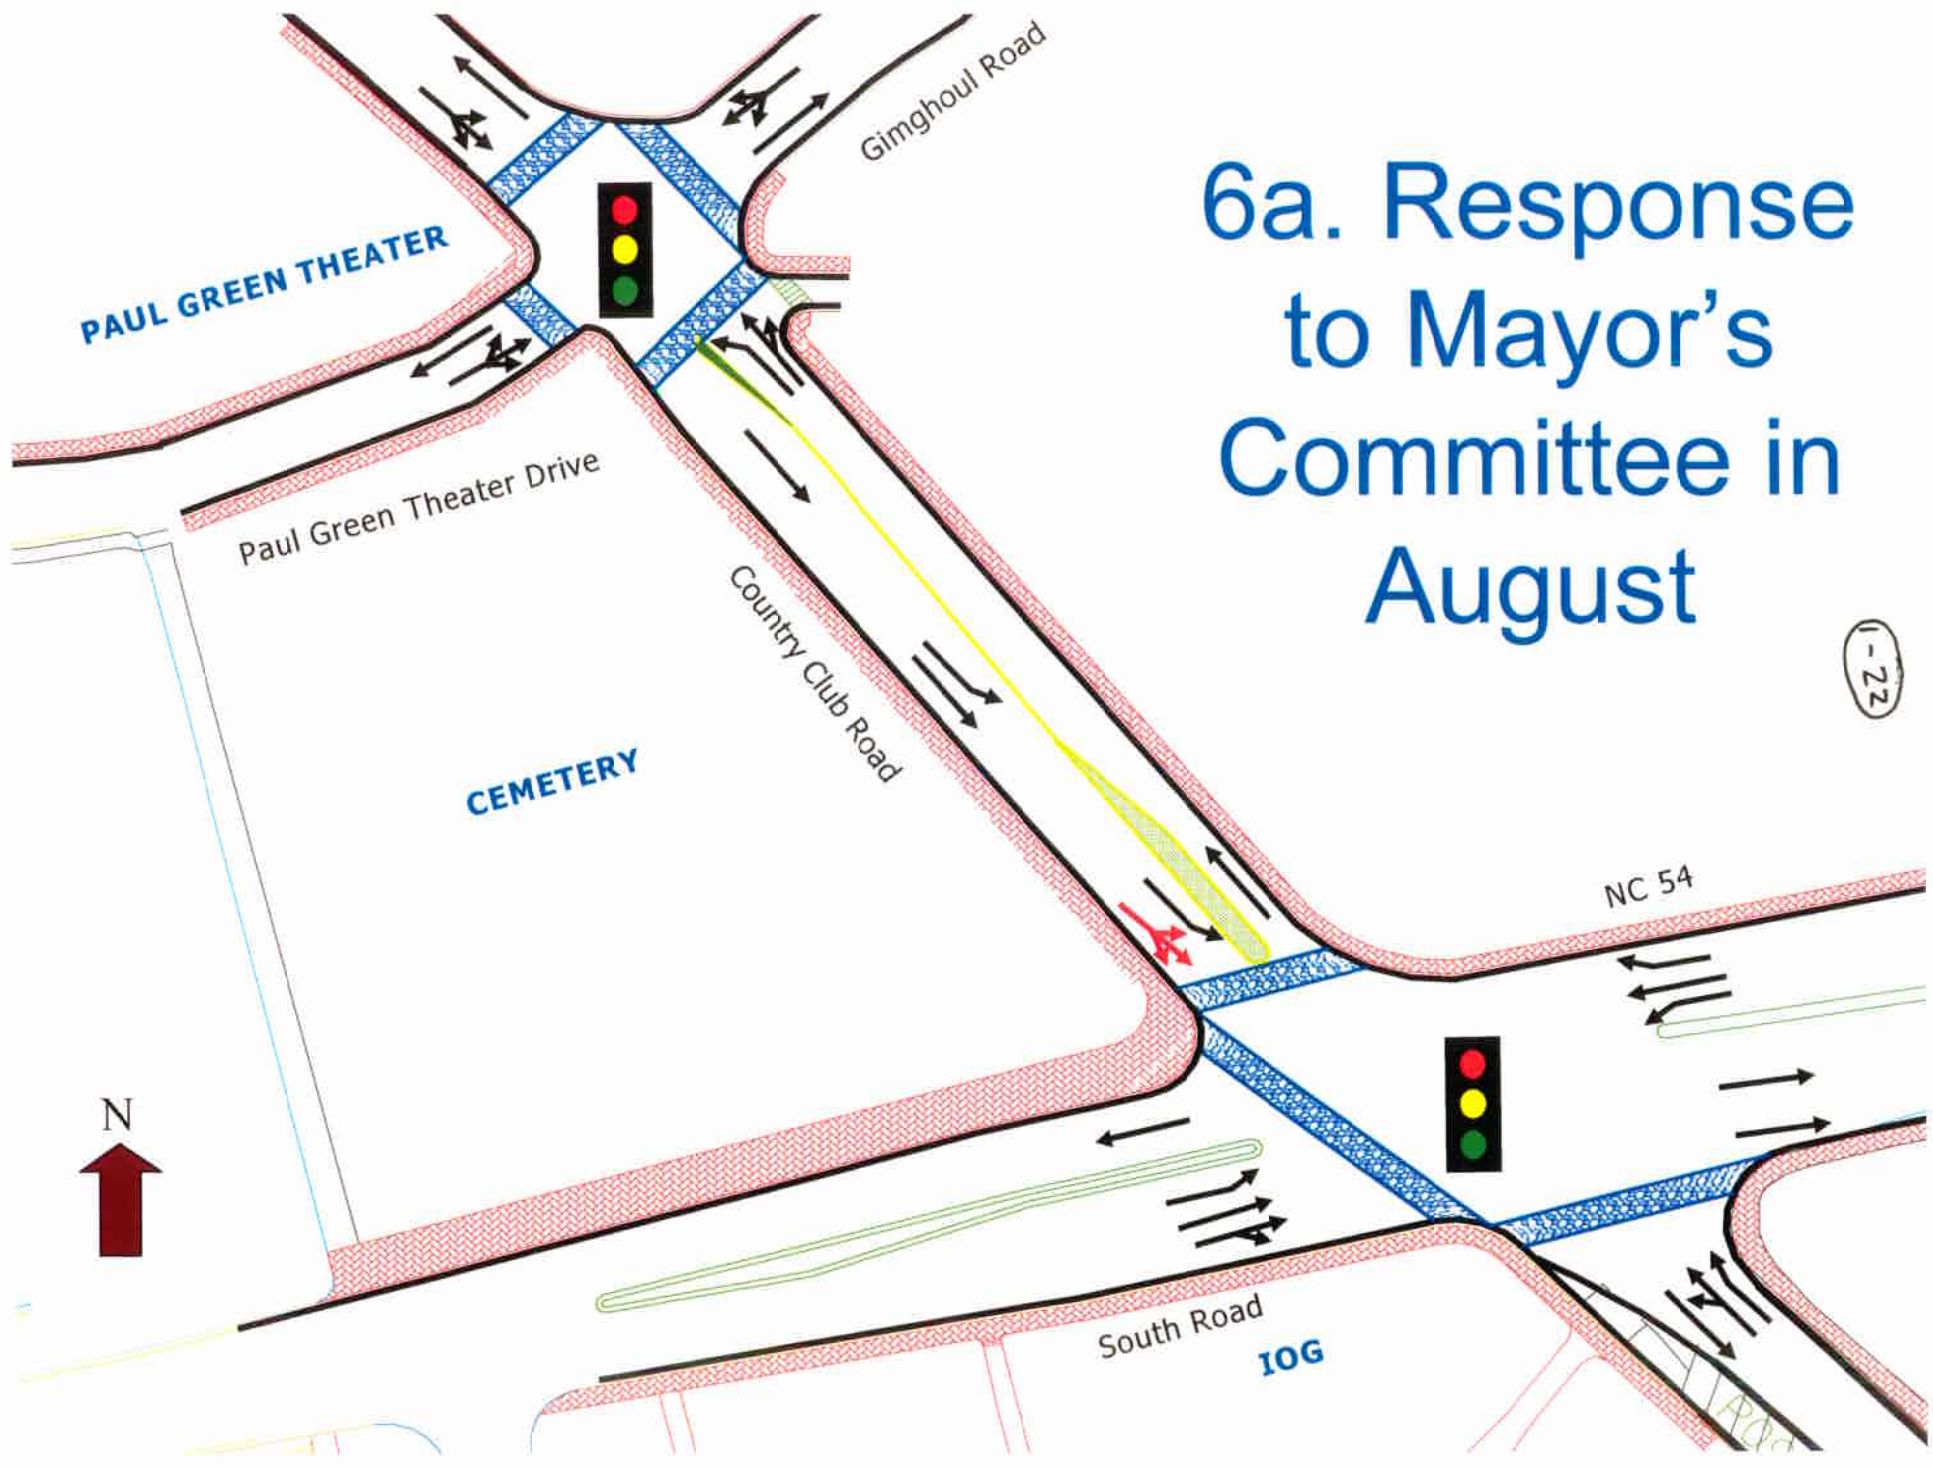 Gimghoul Road
6a. Response
to Mayor’s
Committee in
August
PAUL GREEN THEATER
Paul Green Theater Drive
Country Club Road
1-22
CEMETERY
NC 54
N
South Road
IOG